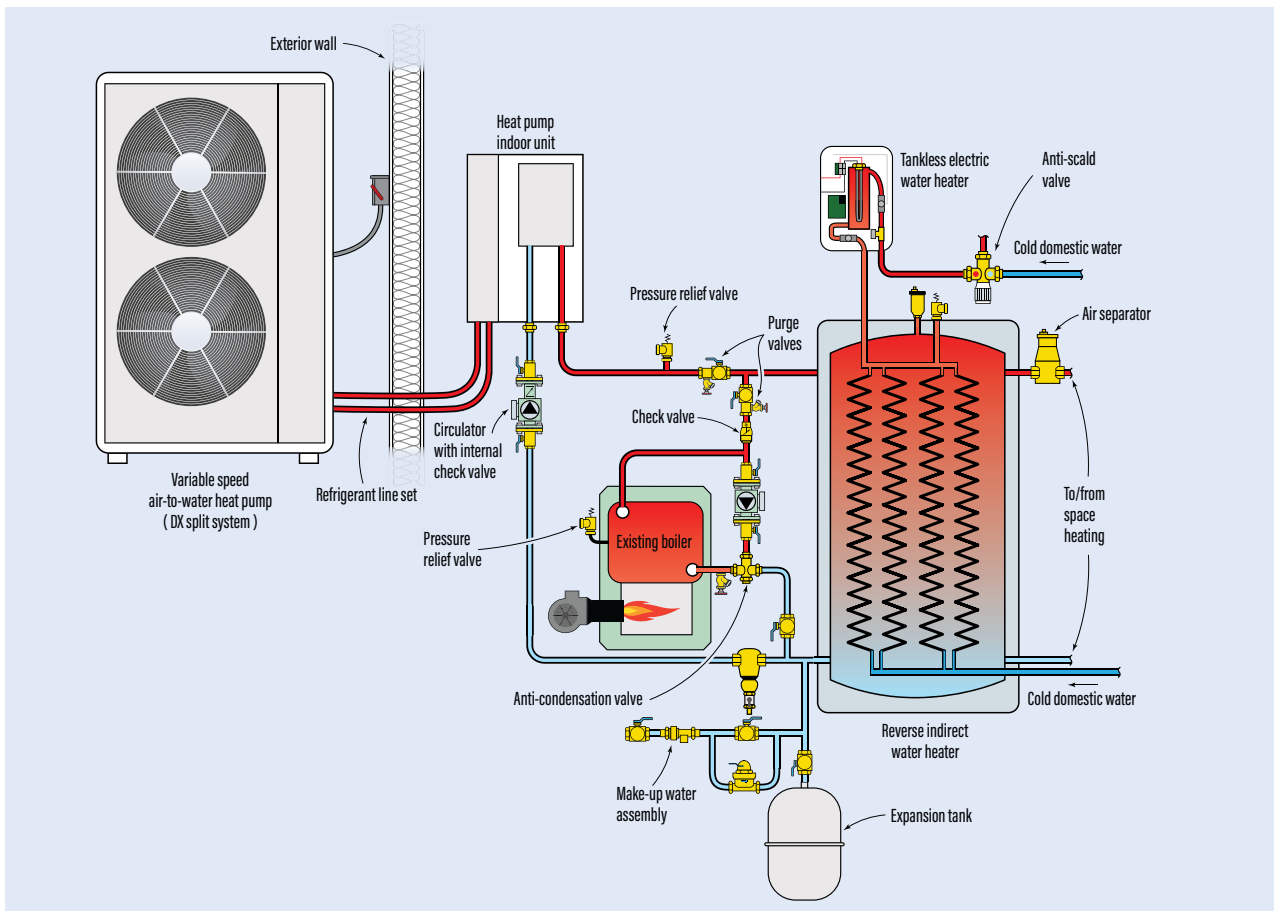 Exterior wall
Heat pump
indoor unit
Tankless electric
water heater
Anti-scald
valve
Cold domestic water
Pressure relief valve
Purge
valves
Air separator
Check valve
Circulator
with internal
check valve
Variable speed
air-to-water heat pump
( DX split system )
Refrigerant line set
Pressure
relief valve
Existing boiler
To/from
space
heating
Anti-condensation valve
Cold domestic water
Reverse indirect
water heater
Make-up water
assembly
Expansion tank